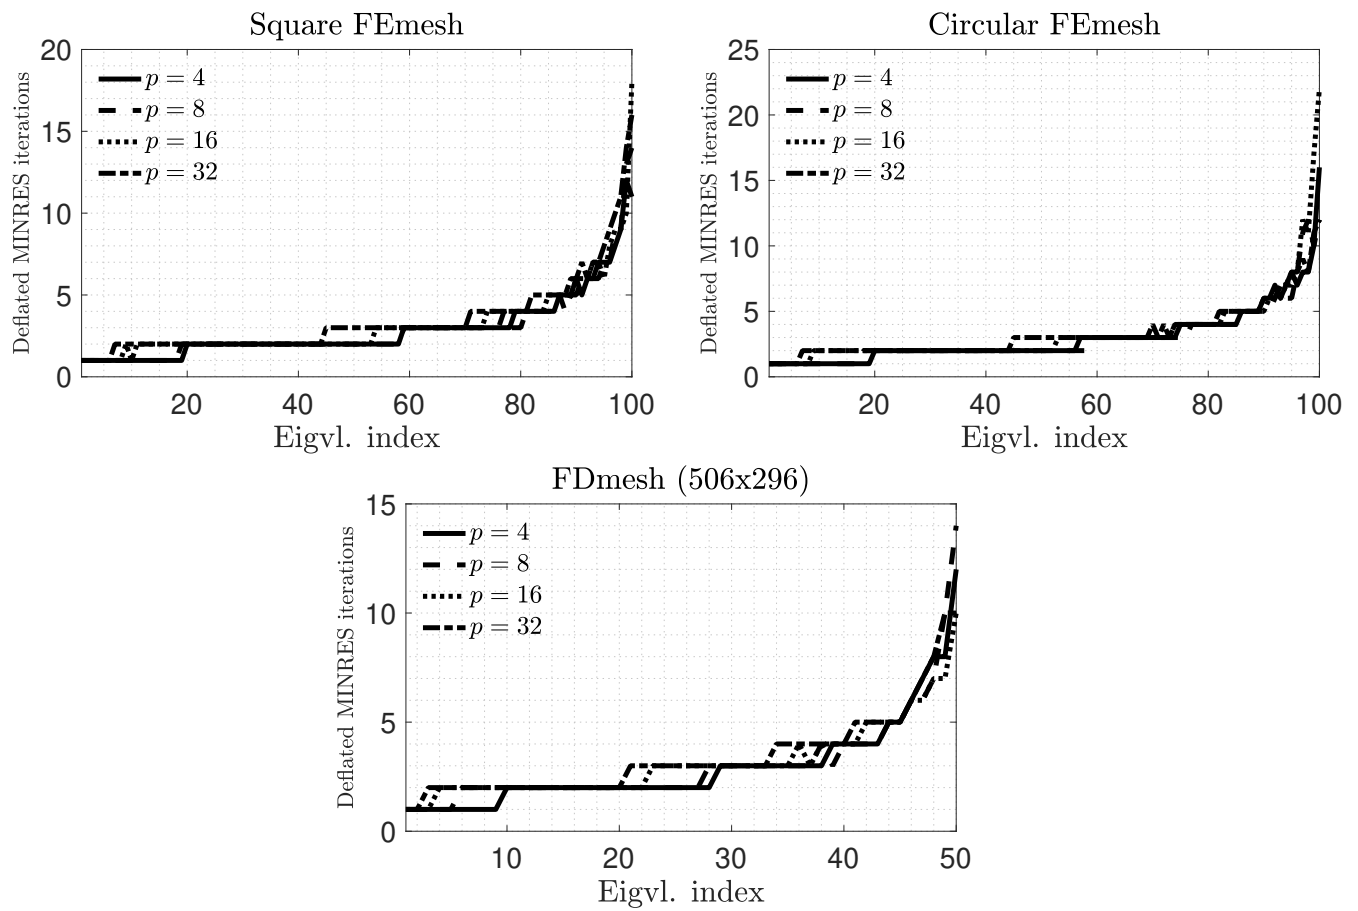 Square FEmesh
Deflated MINRES iterations
20
15
10
5
0
p = 4
p = 8
p = 16
p = 32
20 40 60 80 100
Eigvl. index
Circular FEmesh
Deflated MINRES iterations
25
20
15
10
5
0
p = 4
p = 8
p = 16
p = 32
20 40 60 80 100
Eigvl. index
FDmesh (506x296)
Deflated MINRES iterations
15
10
5
0
p = 4
p = 8
p = 16
p = 32
10 20 30 40 50
Eigvl. index